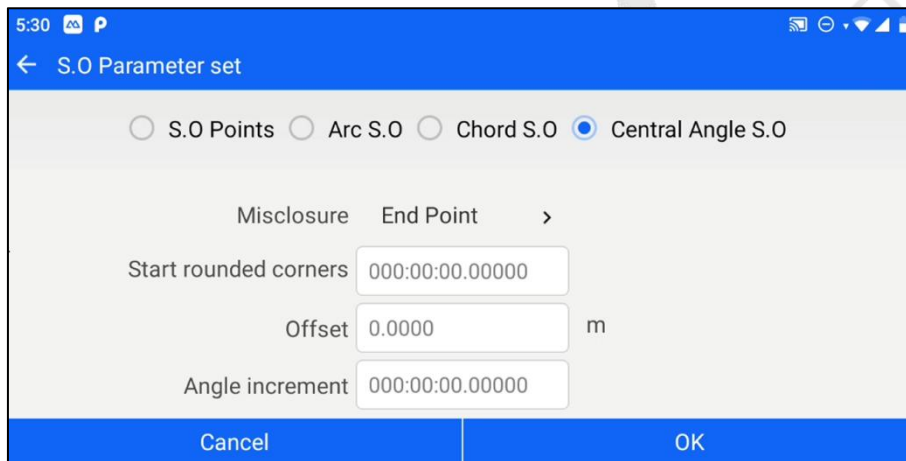 5:30
S.O Parameter set
S.O Points Arc S.O Chord S.O Central Angle S.O
Misclosure End Point >
Start rounded corners 000:00:00.00000
Offset 0.0000 m
Angle increment 000:00:00.00000
Cancel OK